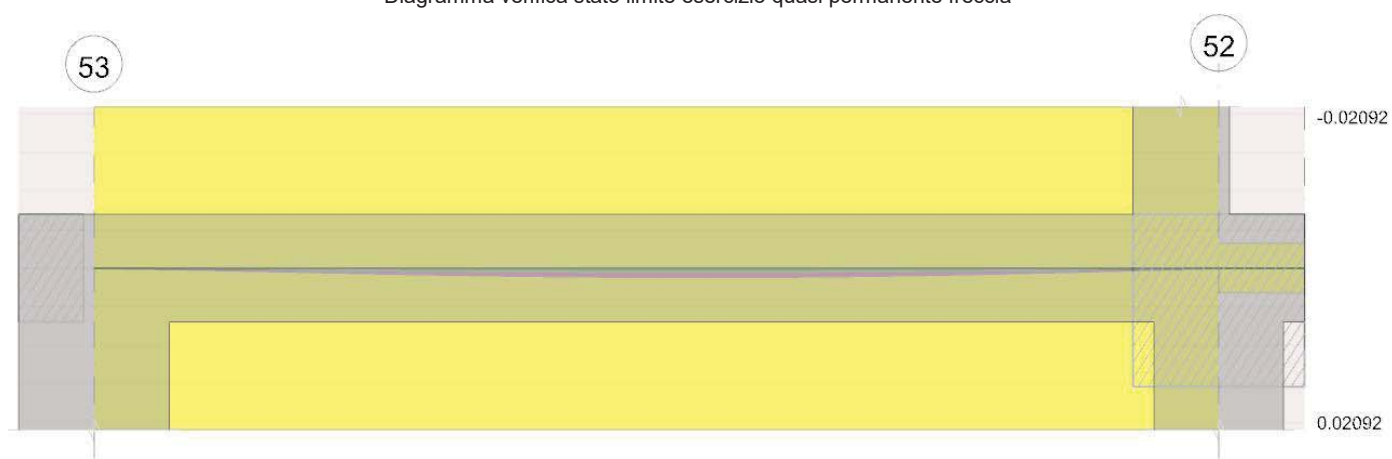 Diagramma verifica stato limite esercizio quasi permanente freccia
53
52
-0.02092
0.02092